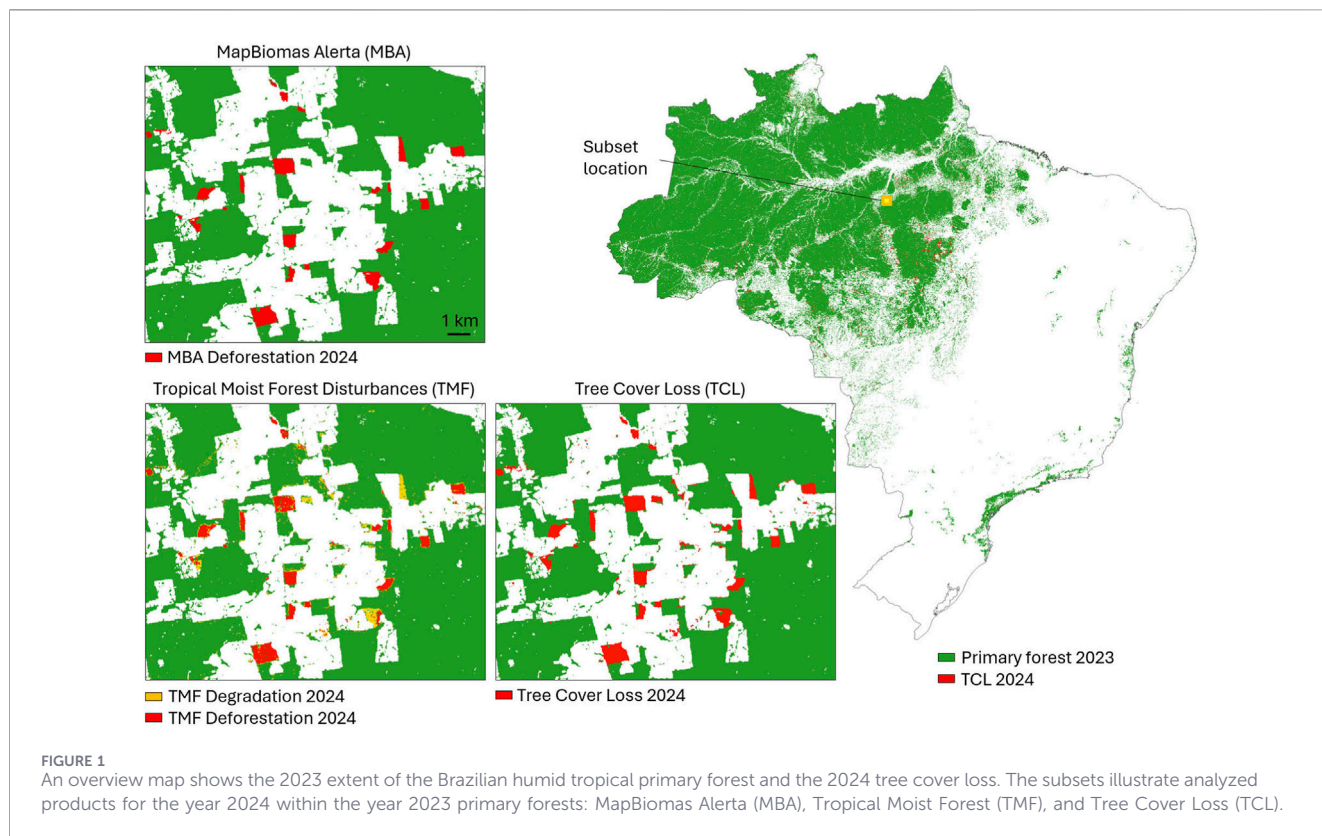 MapBiomas Alerta (MBA)
1 km
MBA Deforestation 2024
Subset
location
Tropical Moist Forest Disturbances (TMF)
TMF Degradation 2024
TMF Deforestation 2024
Tree Cover Loss (TCL)
Tree Cover Loss 2024
Primary forest 2023
TCL 2024
FIGURE 1
An overview map shows the 2023 extent of the Brazilian humid tropical primary forest and the 2024 tree cover loss. The subsets illustrate analyzed
products for the year 2024 within the year 2023 primary forests: MapBiomas Alerta (MBA), Tropical Moist Forest (TMF), and Tree Cover Loss (TCL).